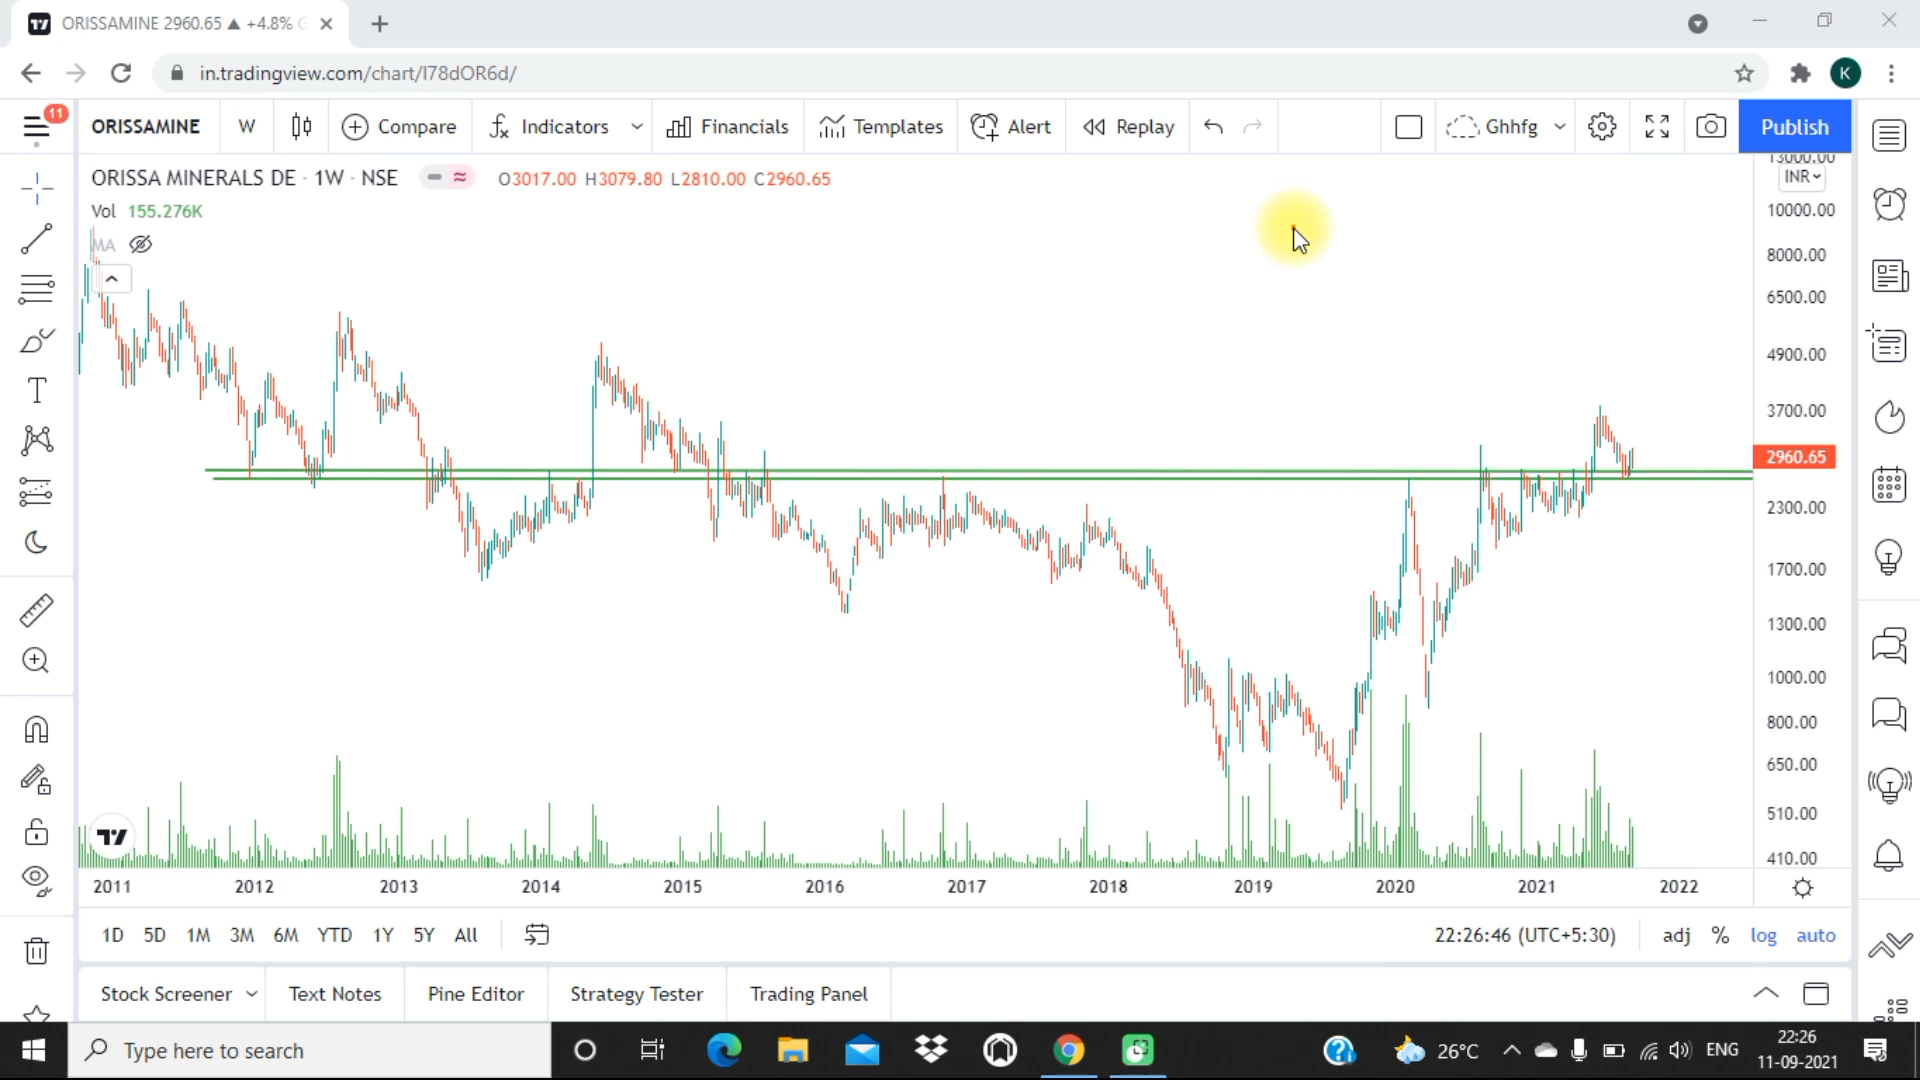 ORISSAMINE 2960.65 ▲ +4.8%
in.tradingview.com/chart/I78dOR6d/
K
11
ORISSAMINE W Compare Indicators Financials Templates Alert Replay Ghhfg Publish
ORISSA MINERALS DE · 1W · NSE O3017.00 H3079.80 L2810.00 C2960.65
Vol 155.276K
MA
13000.00
INR
10000.00
8000.00
6500.00
4900.00
3700.00
2960.65
2300.00
1700.00
1300.00
1000.00
800.00
650.00
510.00
410.00
2011 2012 2013 2014 2015 2016 2017 2018 2019 2020 2021 2022
1D 5D 1M 3M 6M YTD 1Y 5Y All 22:26:46 (UTC+5:30) adj % log auto
Stock Screener Text Notes Pine Editor Strategy Tester Trading Panel
Type here to search 26°C ENG 22:26
11-09-2021